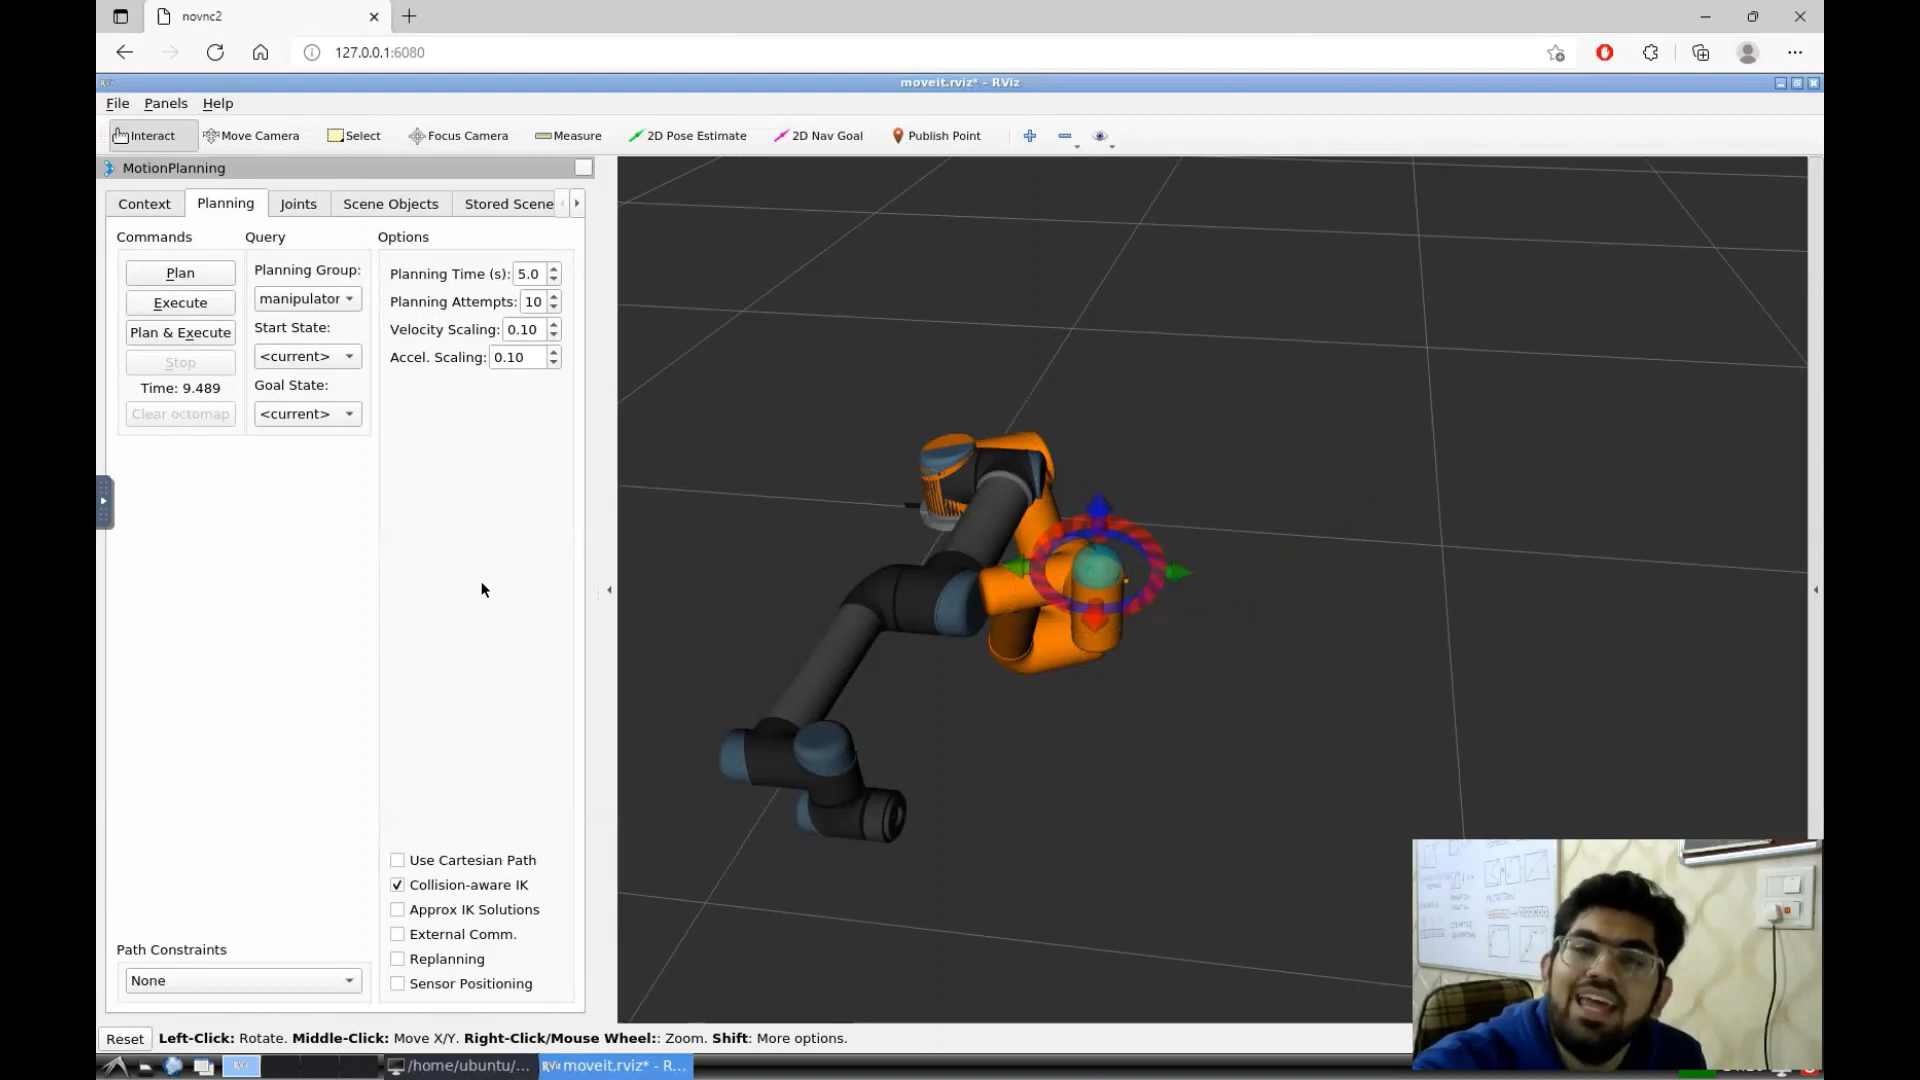 novnc2
127.0.0.1:6080
moveit.rviz* - RViz
File Panels Help
Interact Move Camera Select Focus Camera Measure 2D Pose Estimate 2D Nav Goal Publish Point
MotionPlanning
Context Planning Joints Scene Objects Stored Scene
Commands Query Options
Plan
Execute
Plan & Execute
Stop
Time: 9.489
Clear octomap
Planning Group:
manipulator
Start State:
<current>
Goal State:
<current>
Planning Time (s): 5.0
Planning Attempts: 10
Velocity Scaling: 0.10
Accel. Scaling: 0.10
Use Cartesian Path
Collision-aware IK
Approx IK Solutions
External Comm.
Replanning
Sensor Positioning
Path Constraints
None
Reset Left-Click: Rotate. Middle-Click: Move X/Y. Right-Click/Mouse Wheel:: Zoom. Shift: More options.
/home/ubuntu/... moveit.rviz* - R...